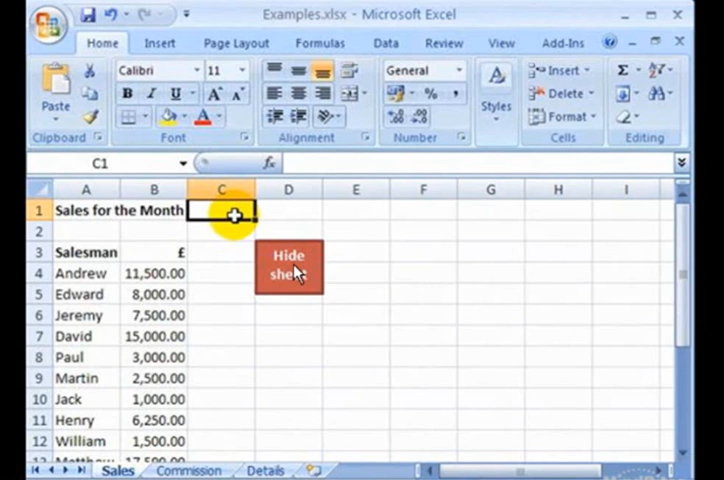 Examples.xlsx - Microsoft Excel
Home Insert Page Layout Formulas Data Review View Add-Ins
Calibri 11 General Insert
Paste B I U A A % , Styles Delete
A Format
Clipboard Font Alignment Number Cells Editing
C1 fx
A B C D E F G H I
1 Sales for the Month
2
3 Salesman £
4 Andrew 11,500.00
5 Edward 8,000.00
6 Jeremy 7,500.00
7 David 15,000.00
8 Paul 3,000.00
9 Martin 2,500.00
10 Jack 1,000.00
11 Henry 6,250.00
12 William 1,500.00
Hide
Sales Commission Details